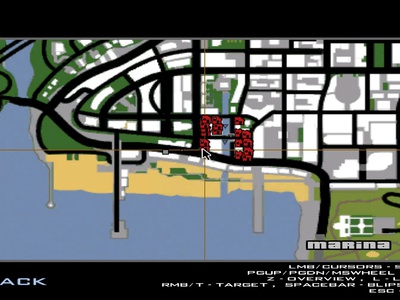 marina
LMB/CURSORS - S
PGUP/PGDN/MSWHEEL
Z - OVERVIEW , L - L
ACK
RMB/T - TARGET , SPACEBAR - BLIPS
ESC -